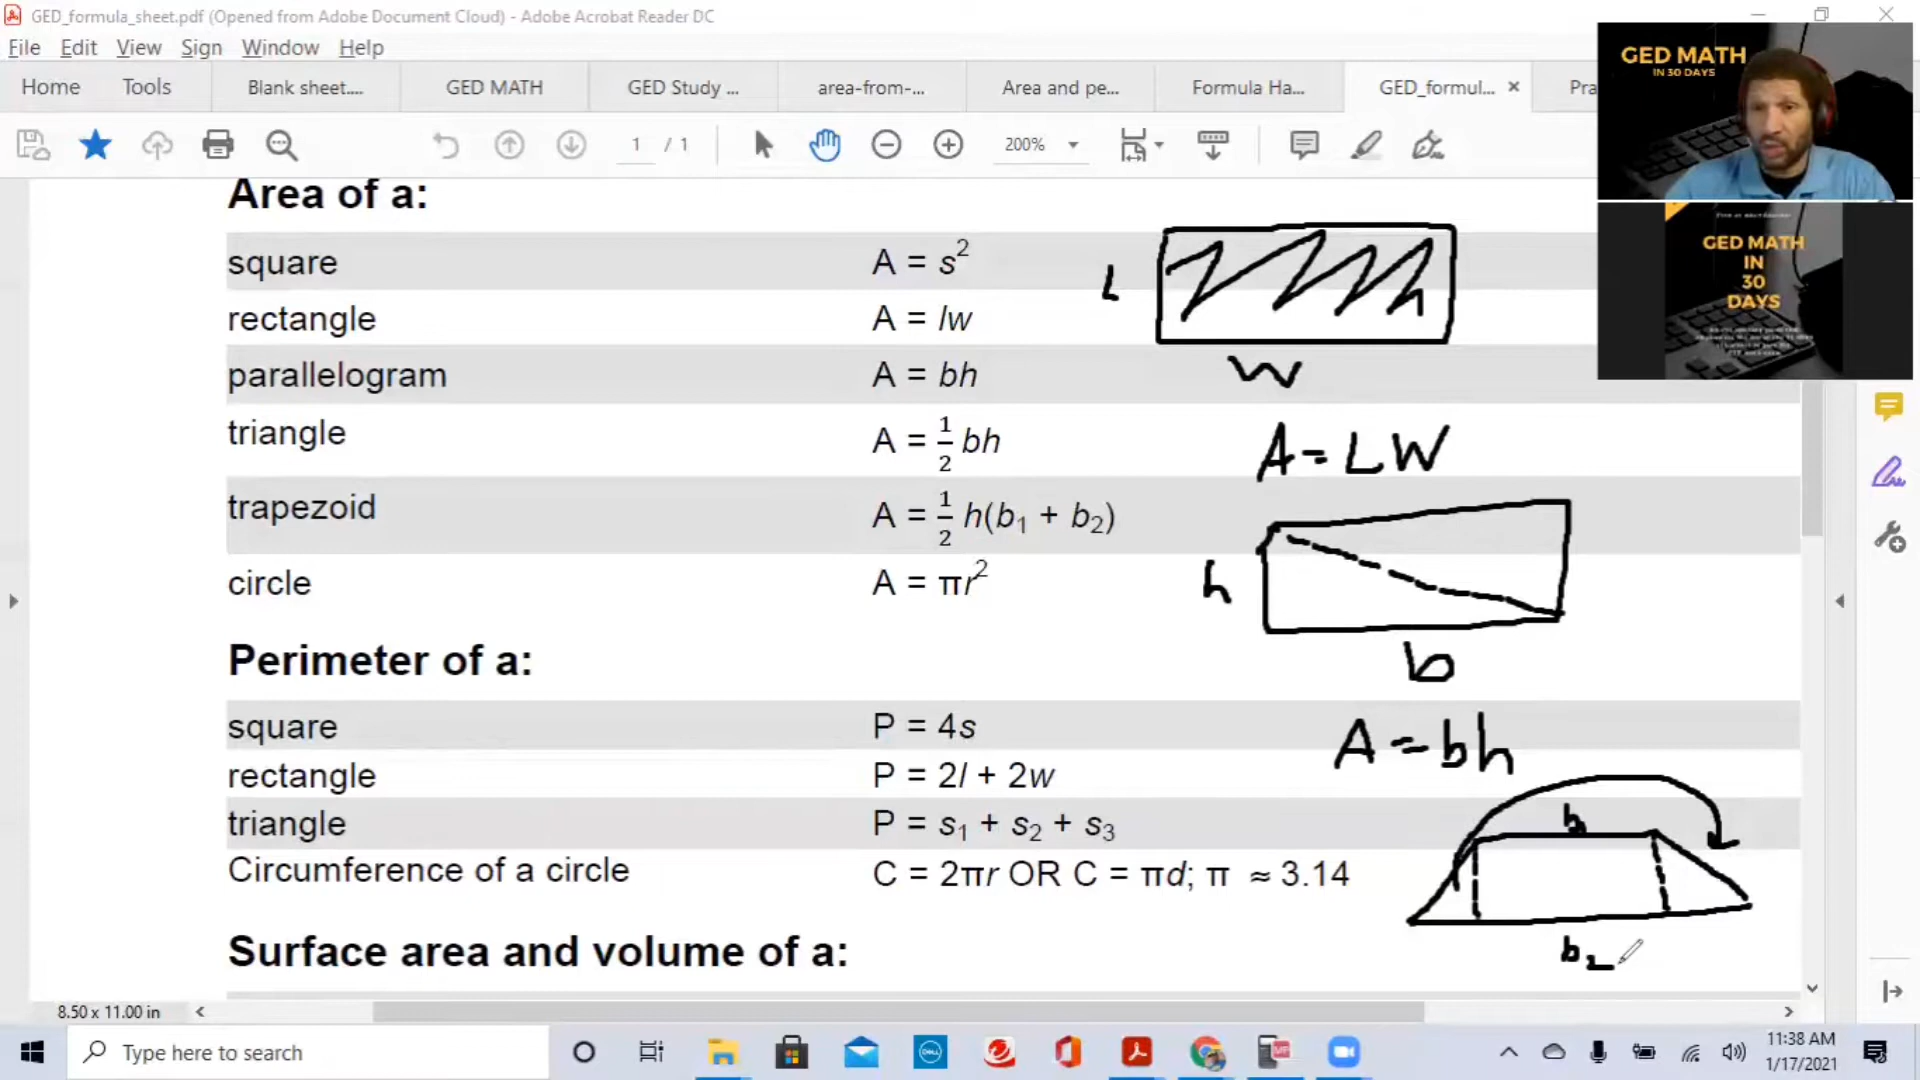 GED_formula_sheet.pdf (Opened from Adobe Document Cloud) - Adobe Acrobat Reader DC
File Edit View Sign Window Help
Home Tools Blank sheet.... GED MATH GED Study ... area-from-... Area and pe... Formula Ha... GED_formul... × Pra
1 / 1 200%
GED MATH
IN 30 DAYS
GED MATH
IN
30
DAYS
Area of a:
square A = s²
rectangle A = lw
parallelogram A = bh
triangle A = ½ bh
trapezoid A = ½ h(b₁ + b₂)
circle A = πr²
Perimeter of a:
square P = 4s
rectangle P = 2l + 2w
triangle P = s₁ + s₂ + s₃
Circumference of a circle C = 2πr OR C = πd; π ≈ 3.14
Surface area and volume of a:
L
W
A = LW
h
b
A = bh
b₁
b₂
8.50 x 11.00 in
Type here to search
11:38 AM
1/17/2021